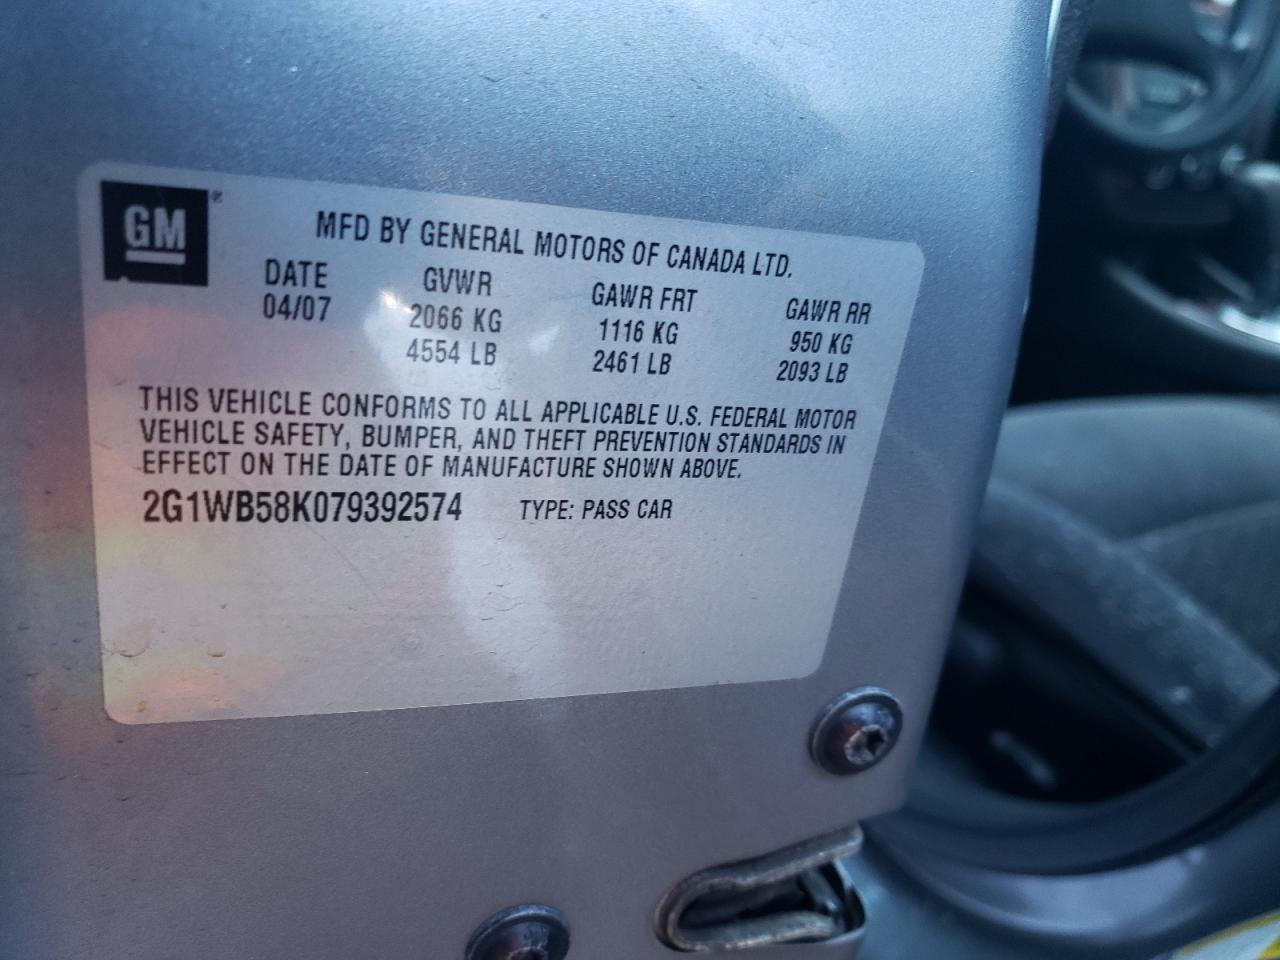 GM®
MFD BY GENERAL MOTORS OF CANADA LTD.
DATE GVWR GAWR FRT GAWR RR
04/07 2066 KG 1116 KG 950 KG
4554 LB 2461 LB 2093 LB
THIS VEHICLE CONFORMS TO ALL APPLICABLE U.S. FEDERAL MOTOR
VEHICLE SAFETY, BUMPER, AND THEFT PREVENTION STANDARDS IN
EFFECT ON THE DATE OF MANUFACTURE SHOWN ABOVE.
2G1WB58K079392574 TYPE: PASS CAR